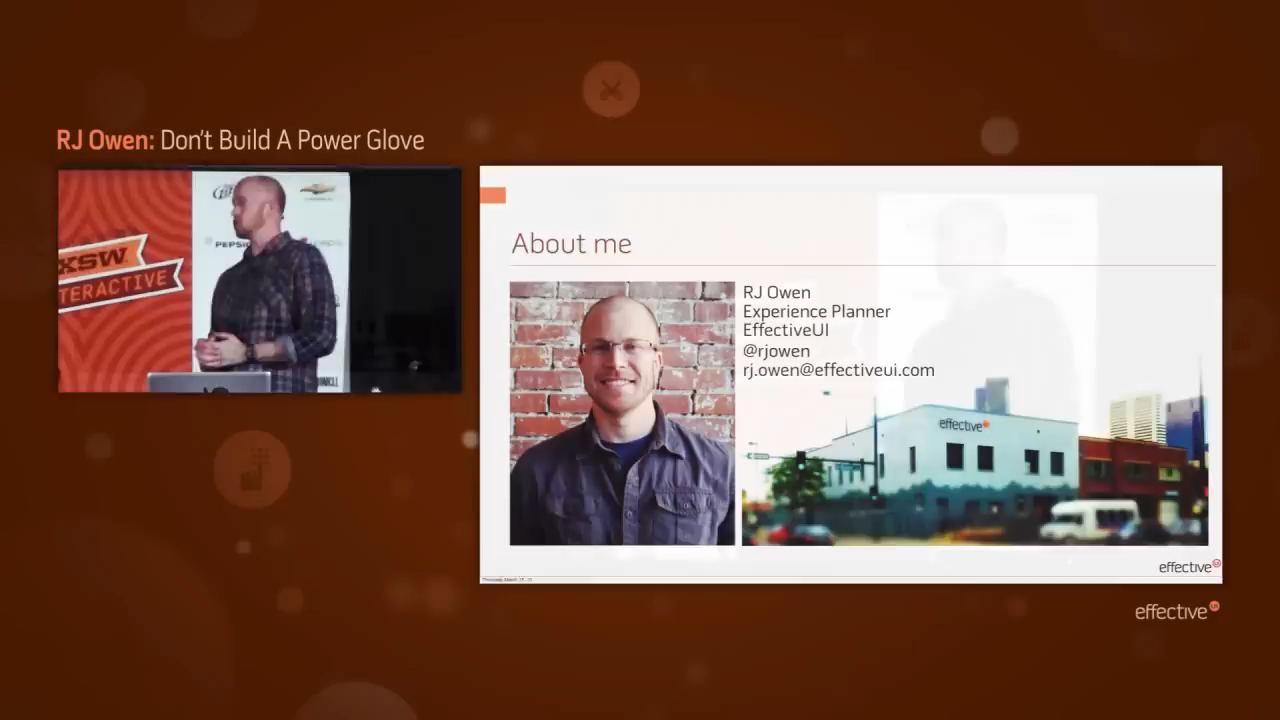 RJ Owen: Don't Build A Power Glove
XSW
TERACTIVE
PEPSI
About me
RJ Owen
Experience Planner
EffectiveUI
@rjowen
rj.owen@effectiveui.com
effective
effective
effective